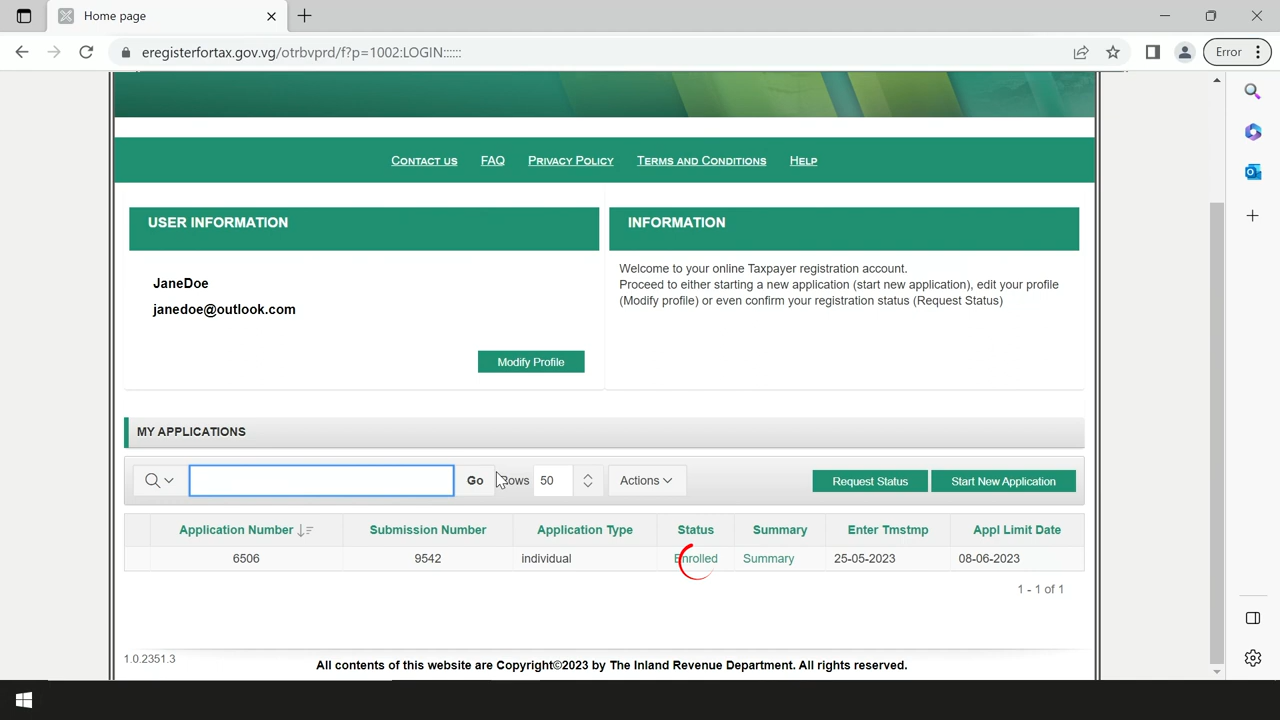 Home page
eregisterfortax.gov.vg/otrbvprd/f?p=1002:LOGIN::::::
Error
CONTACT US FAQ PRIVACY POLICY TERMS AND CONDITIONS HELP
USER INFORMATION
JaneDoe
janedoe@outlook.com
Modify Profile
INFORMATION
Welcome to your online Taxpayer registration account.
Proceed to either starting a new application (start new application), edit your profile
(Modify profile) or even confirm your registration status (Request Status)
MY APPLICATIONS
Go Rows 50 Actions Request Status Start New Application
Application Number Submission Number Application Type Status Summary Enter Tmstmp Appl Limit Date
6506 9542 individual Enrolled Summary 25-05-2023 08-06-2023
1 - 1 of 1
1.0.2351.3
All contents of this website are Copyright©2023 by The Inland Revenue Department. All rights reserved.